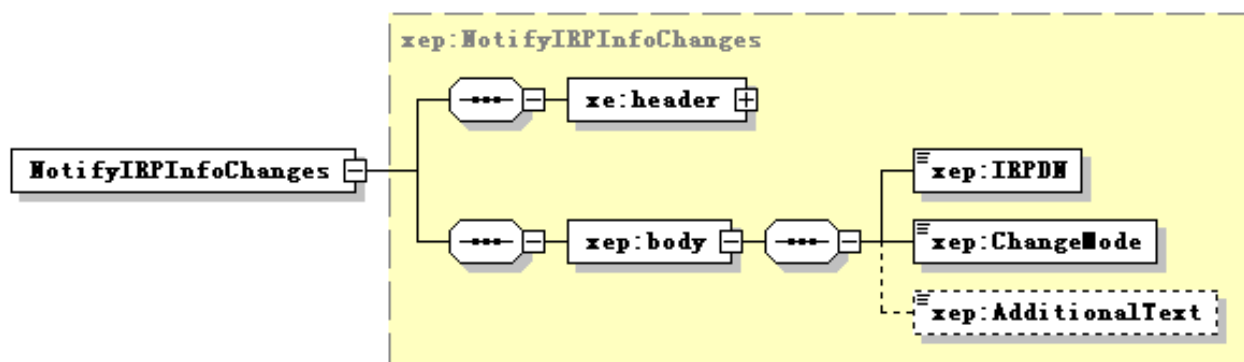 xep:NotifyIRPInfoChanges
xe:header
NotifyIRPInfoChanges
xep:IRPDN
xep:body
xep:ChangeMode
xep:AdditionalText